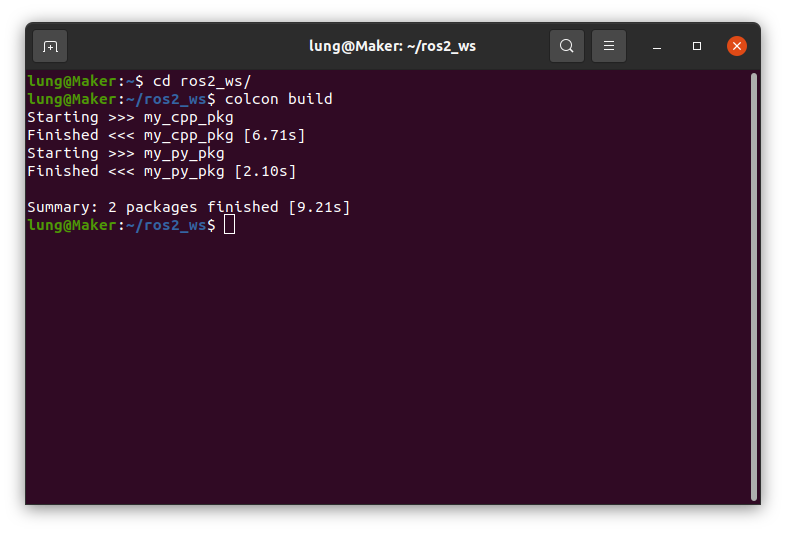 lung@Maker: ~/ros2_ws
lung@Maker:~$ cd ros2_ws/
lung@Maker:~/ros2_ws$ colcon build
Starting >>> my_cpp_pkg
Finished <<< my_cpp_pkg [6.71s]
Starting >>> my_py_pkg
Finished <<< my_py_pkg [2.10s]
Summary: 2 packages finished [9.21s]
lung@Maker:~/ros2_ws$